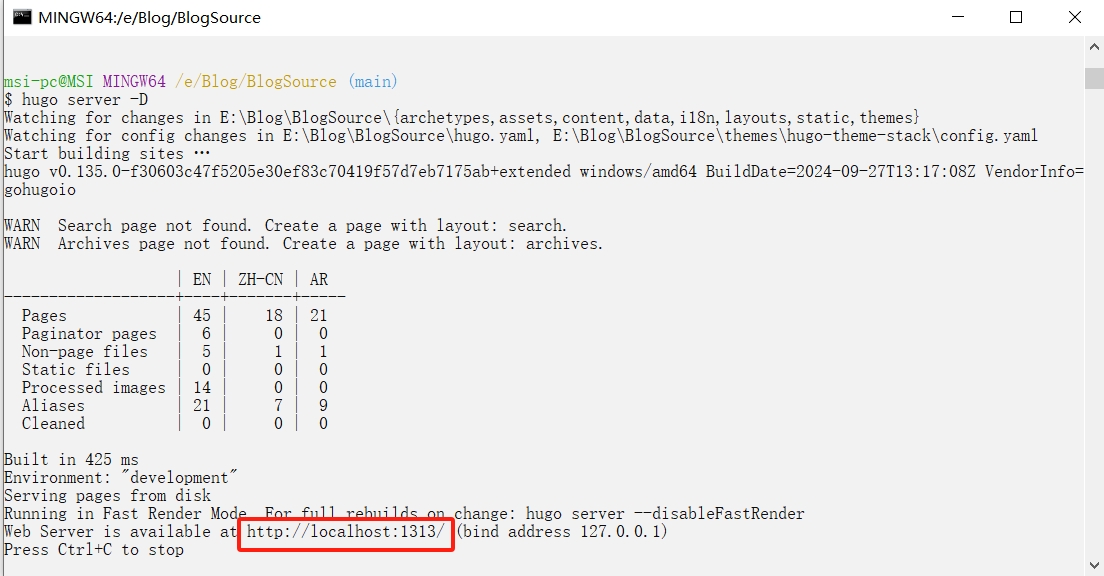 MINGW64:/e/Blog/BlogSource
msi-pc@MSI MINGW64 /e/Blog/BlogSource (main)
$ hugo server -D
Watching for changes in E:\Blog\BlogSource\{archetypes,assets,content,data,i18n,layouts,static,themes}
Watching for config changes in E:\Blog\BlogSource\hugo.yaml, E:\Blog\BlogSource\themes\hugo-theme-stack\config.yaml
Start building sites …
hugo v0.135.0-f30603c47f5205e30ef83c70419f57d7eb7175ab+extended windows/amd64 BuildDate=2024-09-27T13:17:08Z VendorInfo=
gohugoio
WARN  Search page not found. Create a page with layout: search.
WARN  Archives page not found. Create a page with layout: archives.
                   | EN | ZH-CN | AR
-------------------+----+-------+-----
  Pages            | 45 |    18 | 21
  Paginator pages  |  6 |     0 |  0
  Non-page files   |  5 |     1 |  1
  Static files     |  0 |     0 |  0
  Processed images | 14 |     0 |  0
  Aliases          | 21 |     7 |  9
  Cleaned          |  0 |     0 |  0
Built in 425 ms
Environment: "development"
Serving pages from disk
Running in Fast Render Mode. For full rebuilds on change: hugo server --disableFastRender
Web Server is available at http://localhost:1313/ (bind address 127.0.0.1)
Press Ctrl+C to stop